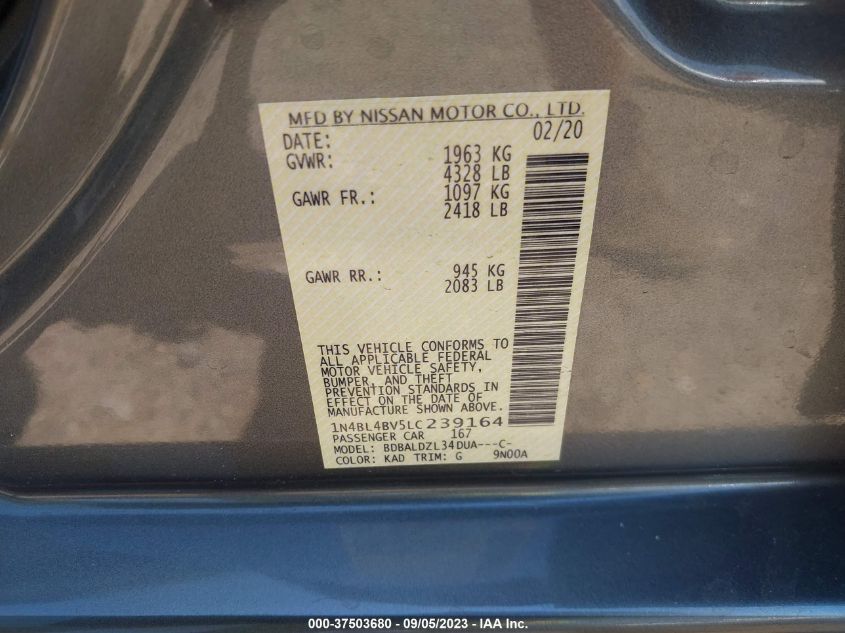 MFD BY NISSAN MOTOR CO., LTD.
DATE: 02/20
GVWR: 1963 KG
4328 LB
GAWR FR.: 1097 KG
2418 LB
GAWR RR.: 945 KG
2083 LB
THIS VEHICLE CONFORMS TO
ALL APPLICABLE FEDERAL
MOTOR VEHICLE SAFETY,
BUMPER, AND THEFT
PREVENTION STANDARDS IN
EFFECT ON THE DATE OF
MANUFACTURE SHOWN ABOVE.
1N4BL4BV5LC239164
PASSENGER CAR 167
MODEL: BDBALDZL34DUA---C-
COLOR: KAD TRIM: G 9N00A
000-37503680 - 09/05/2023 - IAA Inc.